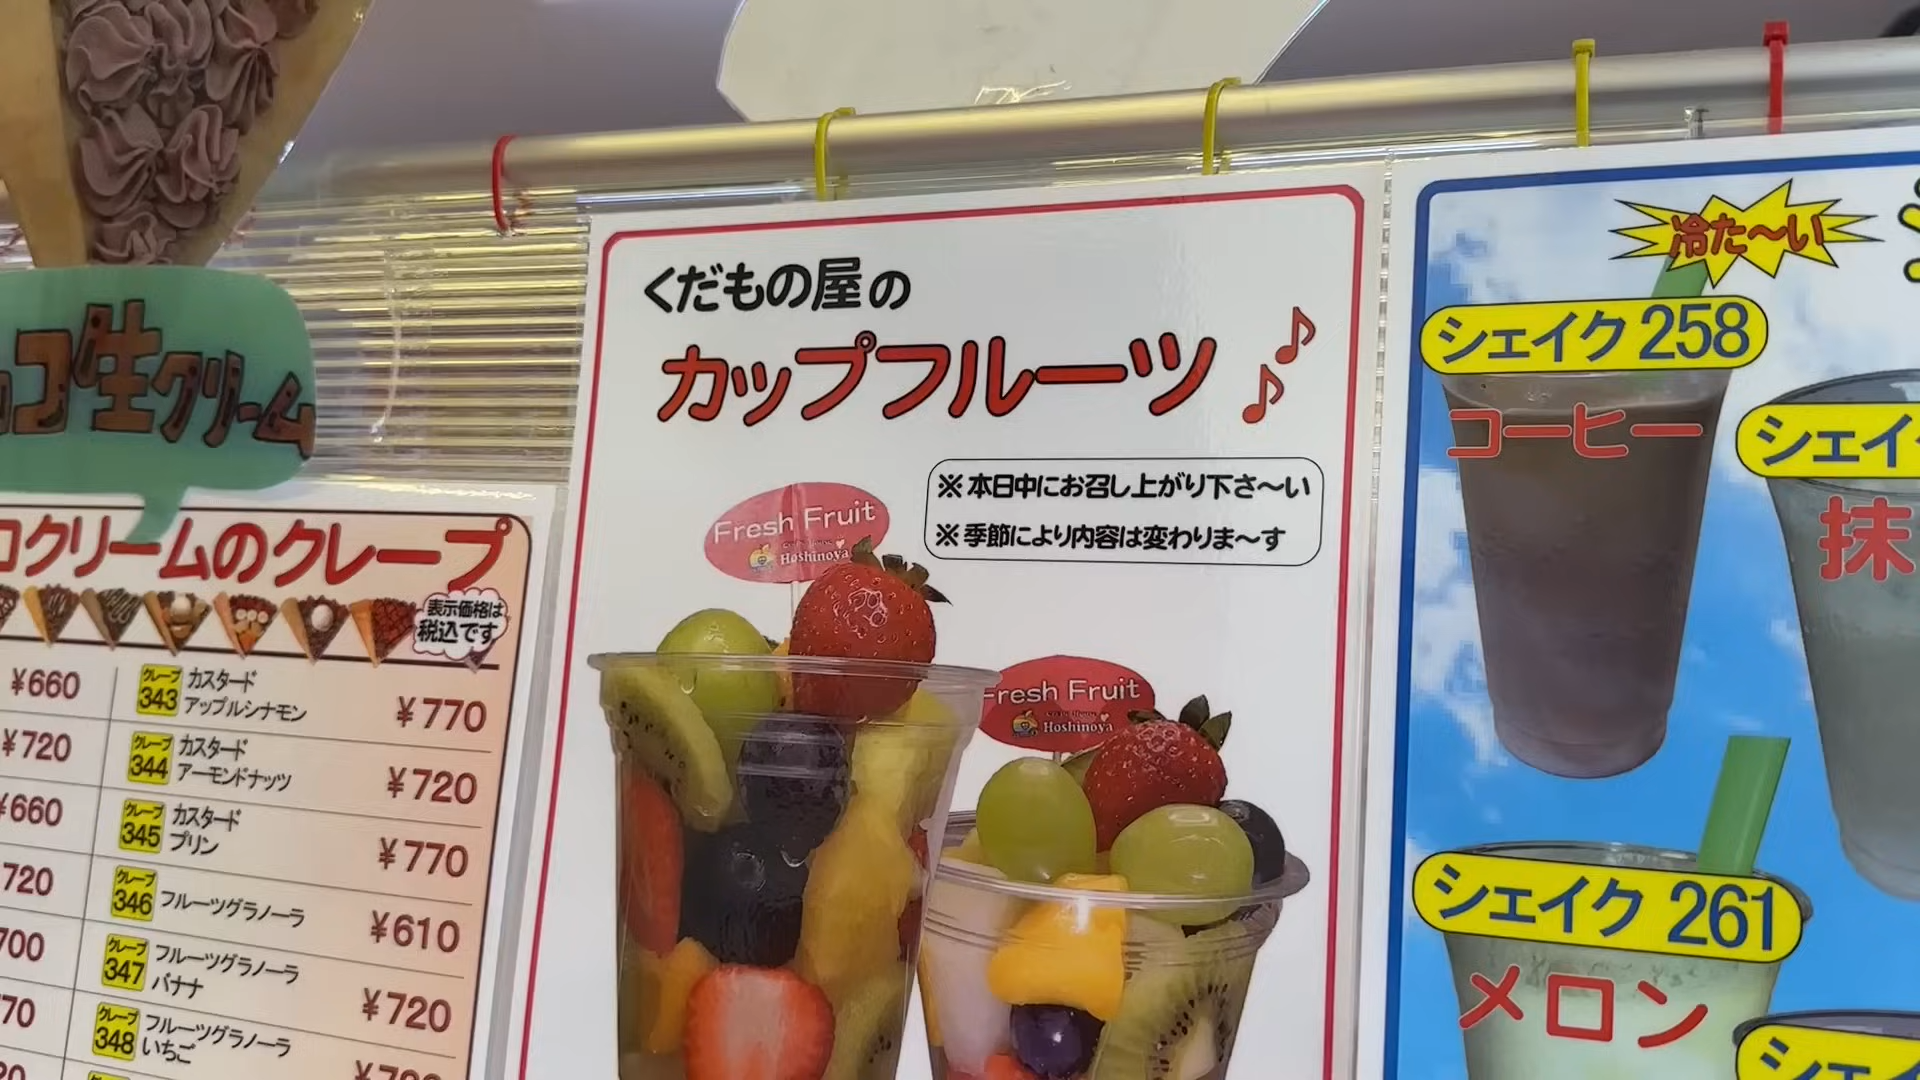 コ生クリーム
コクリームのクレープ
表示価格は
税込です
¥660
クレープ
343
カスタード
アップルシナモン
¥770
¥720
クレープ
344
カスタード
アーモンドナッツ
¥720
¥660
クレープ
345
カスタード
プリン
¥770
720
クレープ
346
フルーツグラノーラ
¥610
700
クレープ
347
フルーツグラノーラ
バナナ
¥720
70
クレープ
348
フルーツグラノーラ
いちご
くだもの屋の
カップフルーツ♪♪
※本日中にお召し上がり下さ〜い
※季節により内容は変わりま〜す
Fresh Fruit
Hoshinoya
Fresh Fruit
Hoshinoya
冷た〜い
シェイク 258
コーヒー
シェイ
抹
シェイク 261
メロン
シェイ